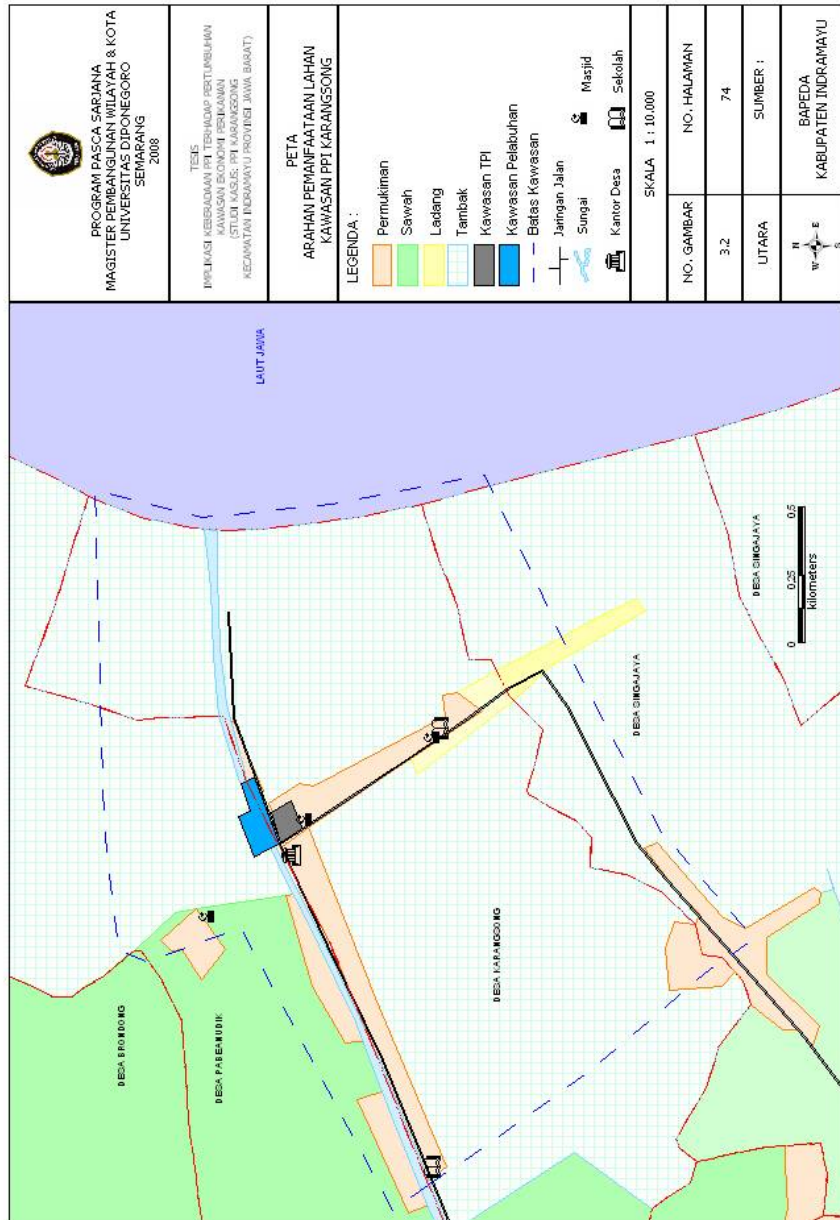 PROGRAM PASCA SARJANA
MAGISTER PEMBANGUNAN WILAYAH & KOTA
UNIVERSITAS DIPONEGORO
SEMARANG
2008
TESIS
IMPLIKASI KEBERADAAN PPI TERHADAP PERTUMBUHAN
KAWASAN EKONOMI PERIKANAN
(STUDI KASUS: PPI KARANGSONG
KECAMATAN INDRAMAYU PROVINSI JAWA BARAT)
PETA
ARAHAN PEMANFAATAAN LAHAN
KAWASAN PPI KARANGSONG
LEGENDA :
Permukiman
Sawah
Ladang
Tambak
Kawasan TPI
Kawasan Pelabuhan
Batas Kawasan
Jaringan Jalan
Sungai
Masjid
Kantor Desa
Sekolah
SKALA 1 : 10.000
NO. GAMBAR
NO. HALAMAN
3.2
74
UTARA
SUMBER :
N
W
E
S
BAPEDA
KABUPATEN INDRAMAYU
LAUT JAWA
DESA BRONDONG
DESA PABEANUDIK
DESA KARANGSONG
DESA SINGAJAYA
DESA SINGAJAYA
0
0.25
0.5
kilometers